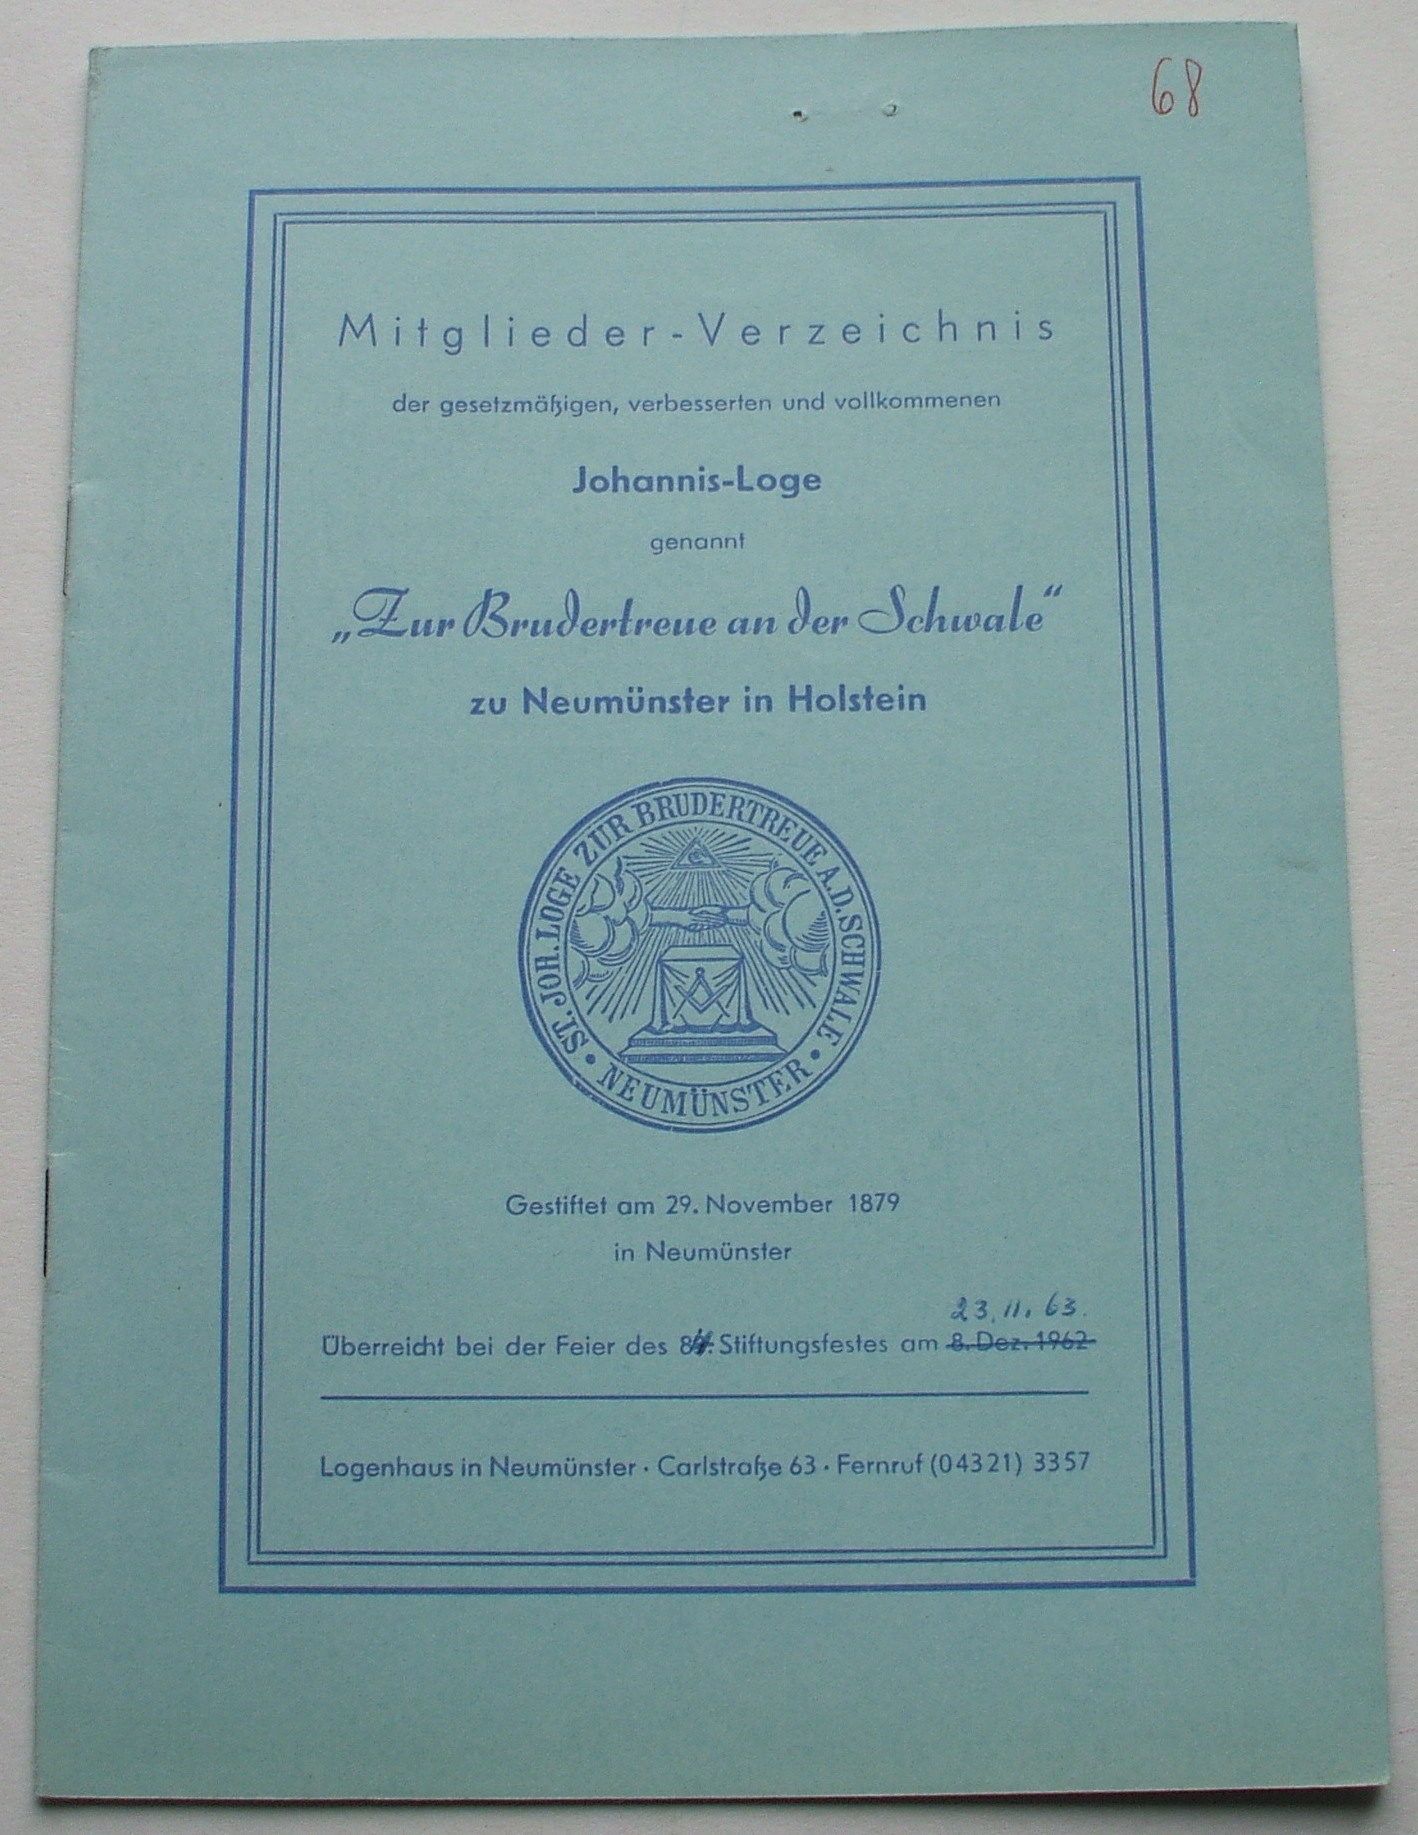 68
Mitglieder-Verzeichnis
der gesetzmäßigen, verbesserten und vollkommenen
Johannis-Loge
genannt
„Zur Brudertreue an der Schwale“
zu Neumünster in Holstein
ST. JOH. LOGE ZUR BRUDERTREUE A.D. SCHWALE
• NEUMÜNSTER •
Gestiftet am 29. November 1879
in Neumünster
23. 11. 63.
Überreicht bei der Feier des 84. Stiftungsfestes am 8. Dez. 1962
Logenhaus in Neumünster · Carlstraße 63 · Fernruf (04321) 3357